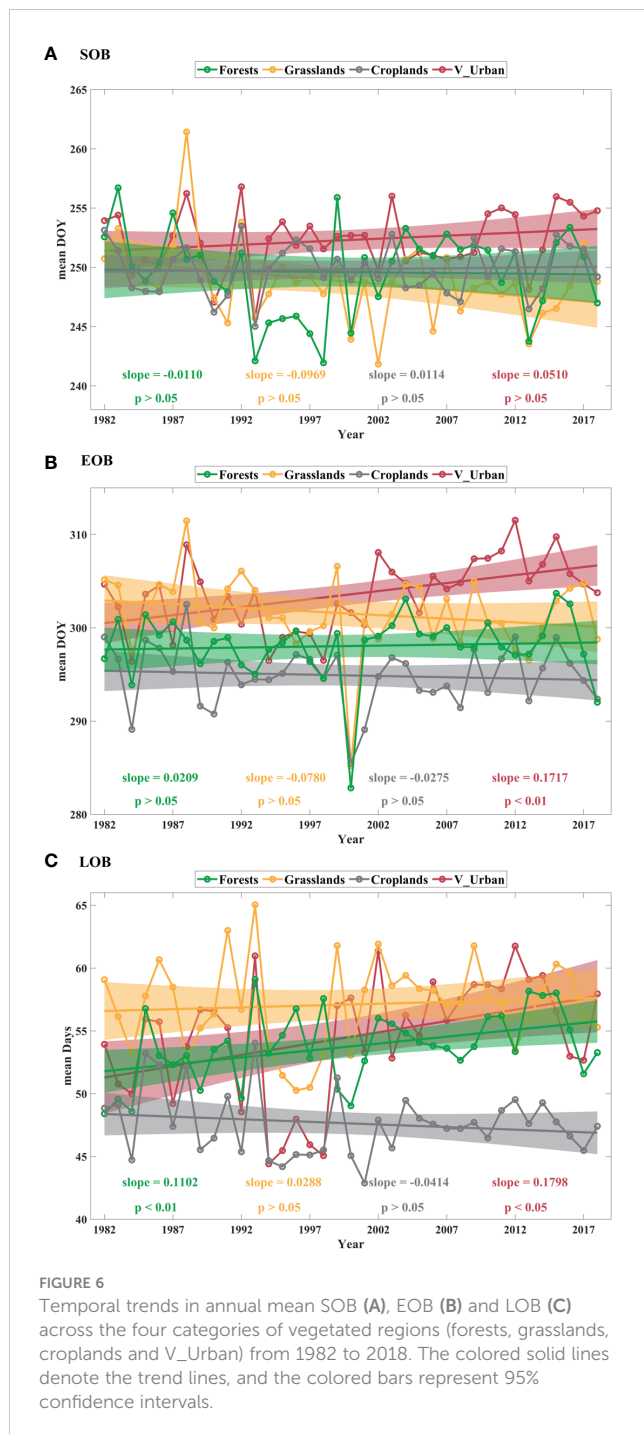 A SOB
Forests Grasslands Croplands V_Urban
265
260
255
250
245
240
mean DOY
slope = -0.0110 slope = -0.0969 slope = 0.0114 slope = 0.0510
p > 0.05 p > 0.05 p > 0.05 p > 0.05
1982 1987 1992 1997 2002 2007 2012 2017
Year
B EOB
Forests Grasslands Croplands V_Urban
310
300
290
280
mean DOY
slope = 0.0209 slope = -0.0780 slope = -0.0275 slope = 0.1717
p > 0.05 p > 0.05 p > 0.05 p < 0.01
1982 1987 1992 1997 2002 2007 2012 2017
Year
C LOB
Forests Grasslands Croplands V_Urban
65
60
55
50
45
40
mean Days
slope = 0.1102 slope = 0.0288 slope = -0.0414 slope = 0.1798
p < 0.01 p > 0.05 p > 0.05 p < 0.05
1982 1987 1992 1997 2002 2007 2012 2017
Year
FIGURE 6
Temporal trends in annual mean SOB (A), EOB (B) and LOB (C)
across the four categories of vegetated regions (forests, grasslands,
croplands and V_Urban) from 1982 to 2018. The colored solid lines
denote the trend lines, and the colored bars represent 95%
confidence intervals.